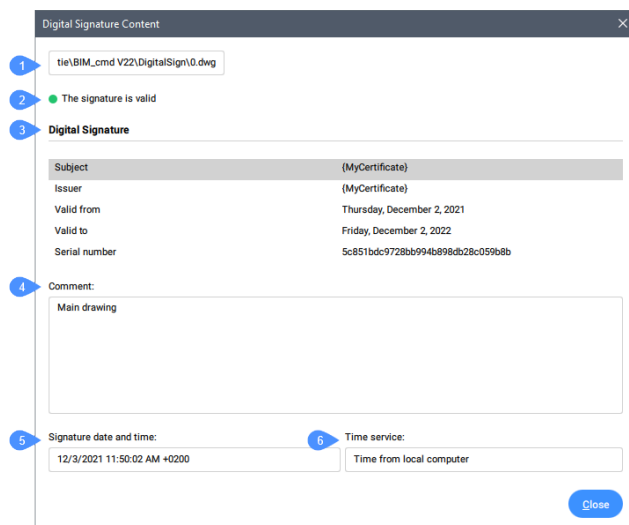 Digital Signature Content
1
tie\BIM_cmd V22\DigitalSign\0.dwg
2
The signature is valid
3
Digital Signature
Subject {MyCertificate}
Issuer {MyCertificate}
Valid from Thursday, December 2, 2021
Valid to Friday, December 2, 2022
Serial number 5c851bdc9728bb994b898db28c059b8b
4
Comment:
Main drawing
5
Signature date and time:
12/3/2021 11:50:02 AM +0200
6
Time service:
Time from local computer
Close